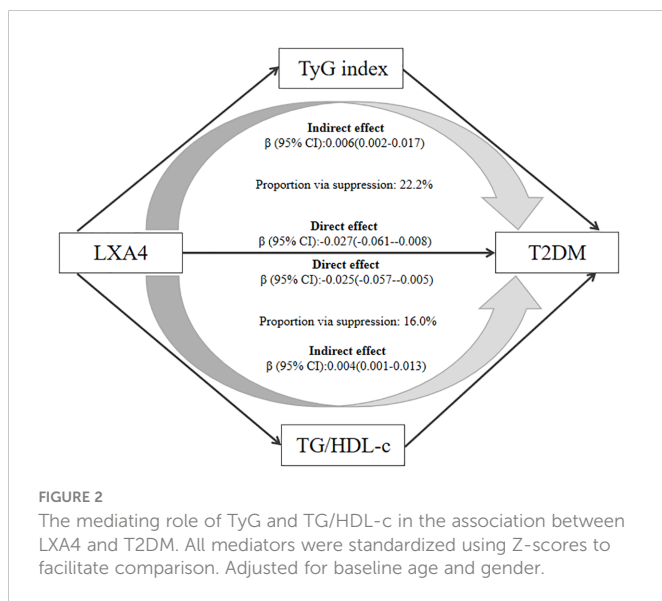 TyG index
Indirect effect
β (95% CI):0.006(0.002-0.017)
Proportion via suppression: 22.2%
Direct effect
β (95% CI):-0.027(-0.061--0.008)
LXA4
T2DM
Direct effect
β (95% CI):-0.025(-0.057--0.005)
Proportion via suppression: 16.0%
Indirect effect
β (95% CI):0.004(0.001-0.013)
TG/HDL-c
FIGURE 2
The mediating role of TyG and TG/HDL-c in the association between
LXA4 and T2DM. All mediators were standardized using Z-scores to
facilitate comparison. Adjusted for baseline age and gender.